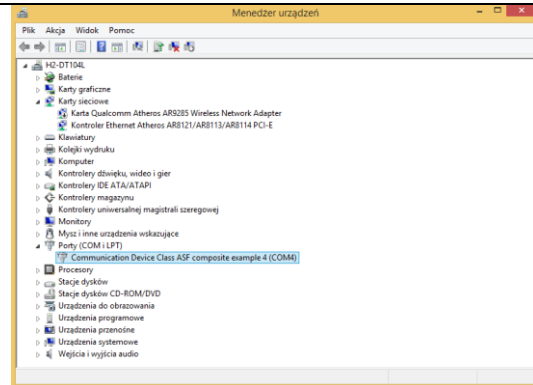 Menedżer urządzeń
Plik Akcja Widok Pomoc
H2-DT104L
Baterie
Karty graficzne
Karty sieciowe
Karta Qualcomm Atheros AR9285 Wireless Network Adapter
Kontroler Ethernet Atheros AR8121/AR8113/AR8114 PCI-E
Klawiatury
Kolejki wydruku
Komputer
Kontrolery dźwięku, wideo i gier
Kontrolery IDE ATA/ATAPI
Kontrolery magazynu
Kontrolery uniwersalnej magistrali szeregowej
Monitory
Mysz i inne urządzenia wskazujące
Porty (COM i LPT)
Communication Device Class ASF composite example 4 (COM4)
Procesory
Stacje dysków
Stacje dysków CD-ROM/DVD
Urządzenia do obrazowania
Urządzenia programowe
Urządzenia przenośne
Urządzenia systemowe
Wejścia i wyjścia audio